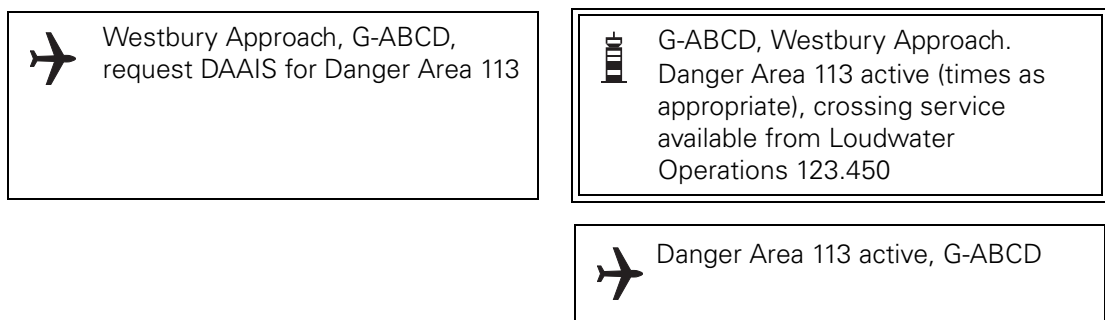 Westbury Approach, G-ABCD,
request DAAIS for Danger Area 113
G-ABCD, Westbury Approach.
Danger Area 113 active (times as
appropriate), crossing service
available from Loudwater
Operations 123.450
Danger Area 113 active, G-ABCD